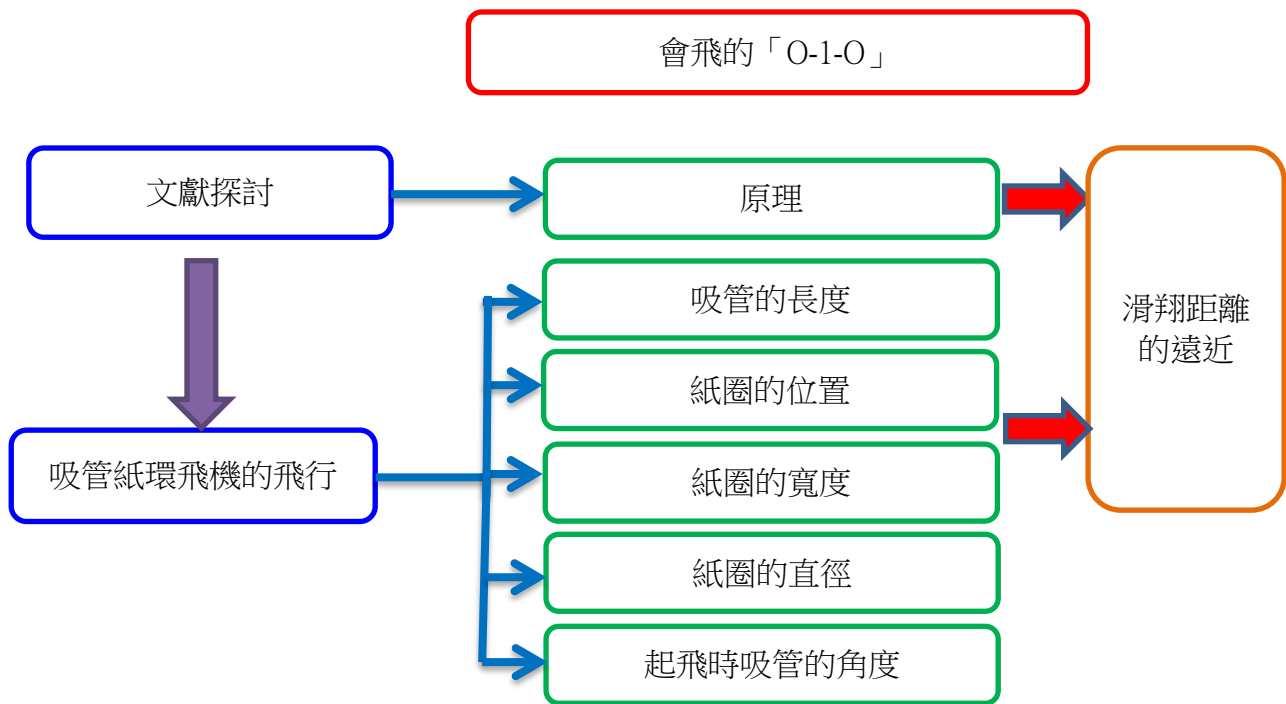 會飛的「O-1-O」
文獻探討
原理
吸管的長度
滑翔距離
的遠近
紙圈的位置
吸管紙環飛機的飛行
紙圈的寬度
紙圈的直徑
起飛時吸管的角度